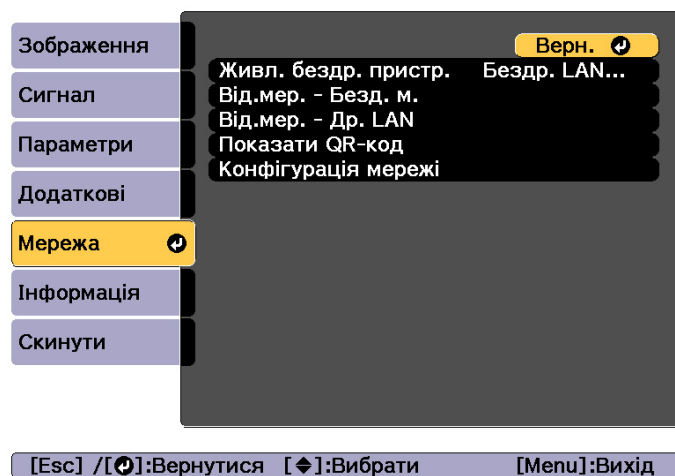 Зображення
Сигнал
Параметри
Додаткові
Мережа
Інформація
Скинути
Верн.
Живл. бездр. пристр. Бездр. LAN...
Від.мер. - Безд. м.
Від.мер. - Др. LAN
Показати QR-код
Конфігурація мережі
[Esc] /[]:Вернутися []:Вибрати [Menu]:Вихід